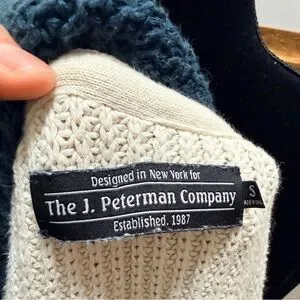 Designed in New York for
The J. Peterman Company
Established. 1987
S